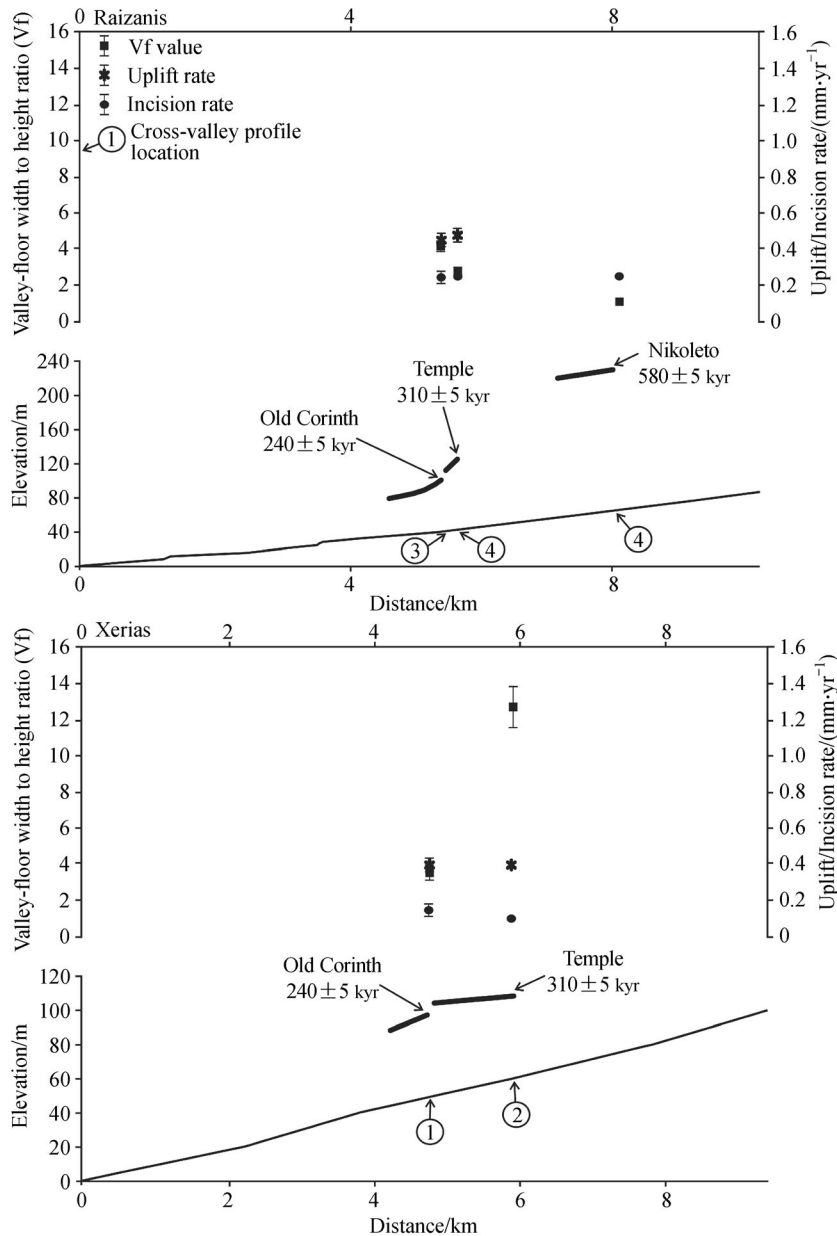 0 Raizanis 4 8
Valley-floor width to height ratio (Vf)
16
14
12
10
8
6
4
2
0
Vf value
Uplift rate
Incision rate
1 Cross-valley profile
location
1.6
1.4
1.2
1.0
0.8
0.6
0.4
0.2
0
Uplift/Incision rate/(mm·yr⁻¹)
Elevation/m
240
200
160
120
80
40
0
Old Corinth
240±5 kyr
Temple
310±5 kyr
Nikoleto
580±5 kyr
3 4 4
0 4 8
Distance/km
0 Xerias 2 4 6 8
Valley-floor width to height ratio (Vf)
16
14
12
10
8
6
4
2
0
1.6
1.4
1.2
1.0
0.8
0.6
0.4
0.2
0
Uplift/Incision rate/(mm·yr⁻¹)
Elevation/m
120
100
80
60
40
20
0
Old Corinth
240±5 kyr
Temple
310±5 kyr
1 2
0 2 4 6 8
Distance/km